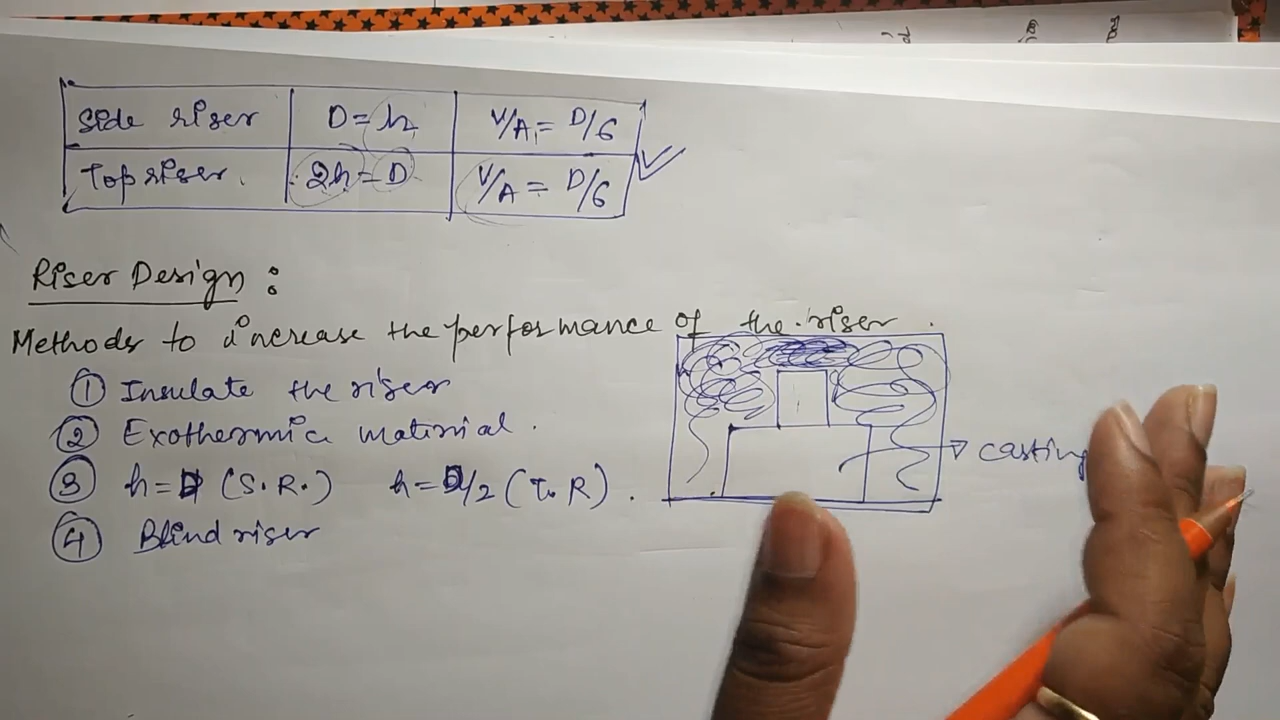 Side riser D=h V/A = D/6
Top riser. 2h=D V/A = D/6
Riser Design :
Methods to increase the performance of the riser.
① Insulate the riser
② Exothermic matinial.
③ h=D (S.R.) h=D/2 (T.R).
casting
④ Blind riser